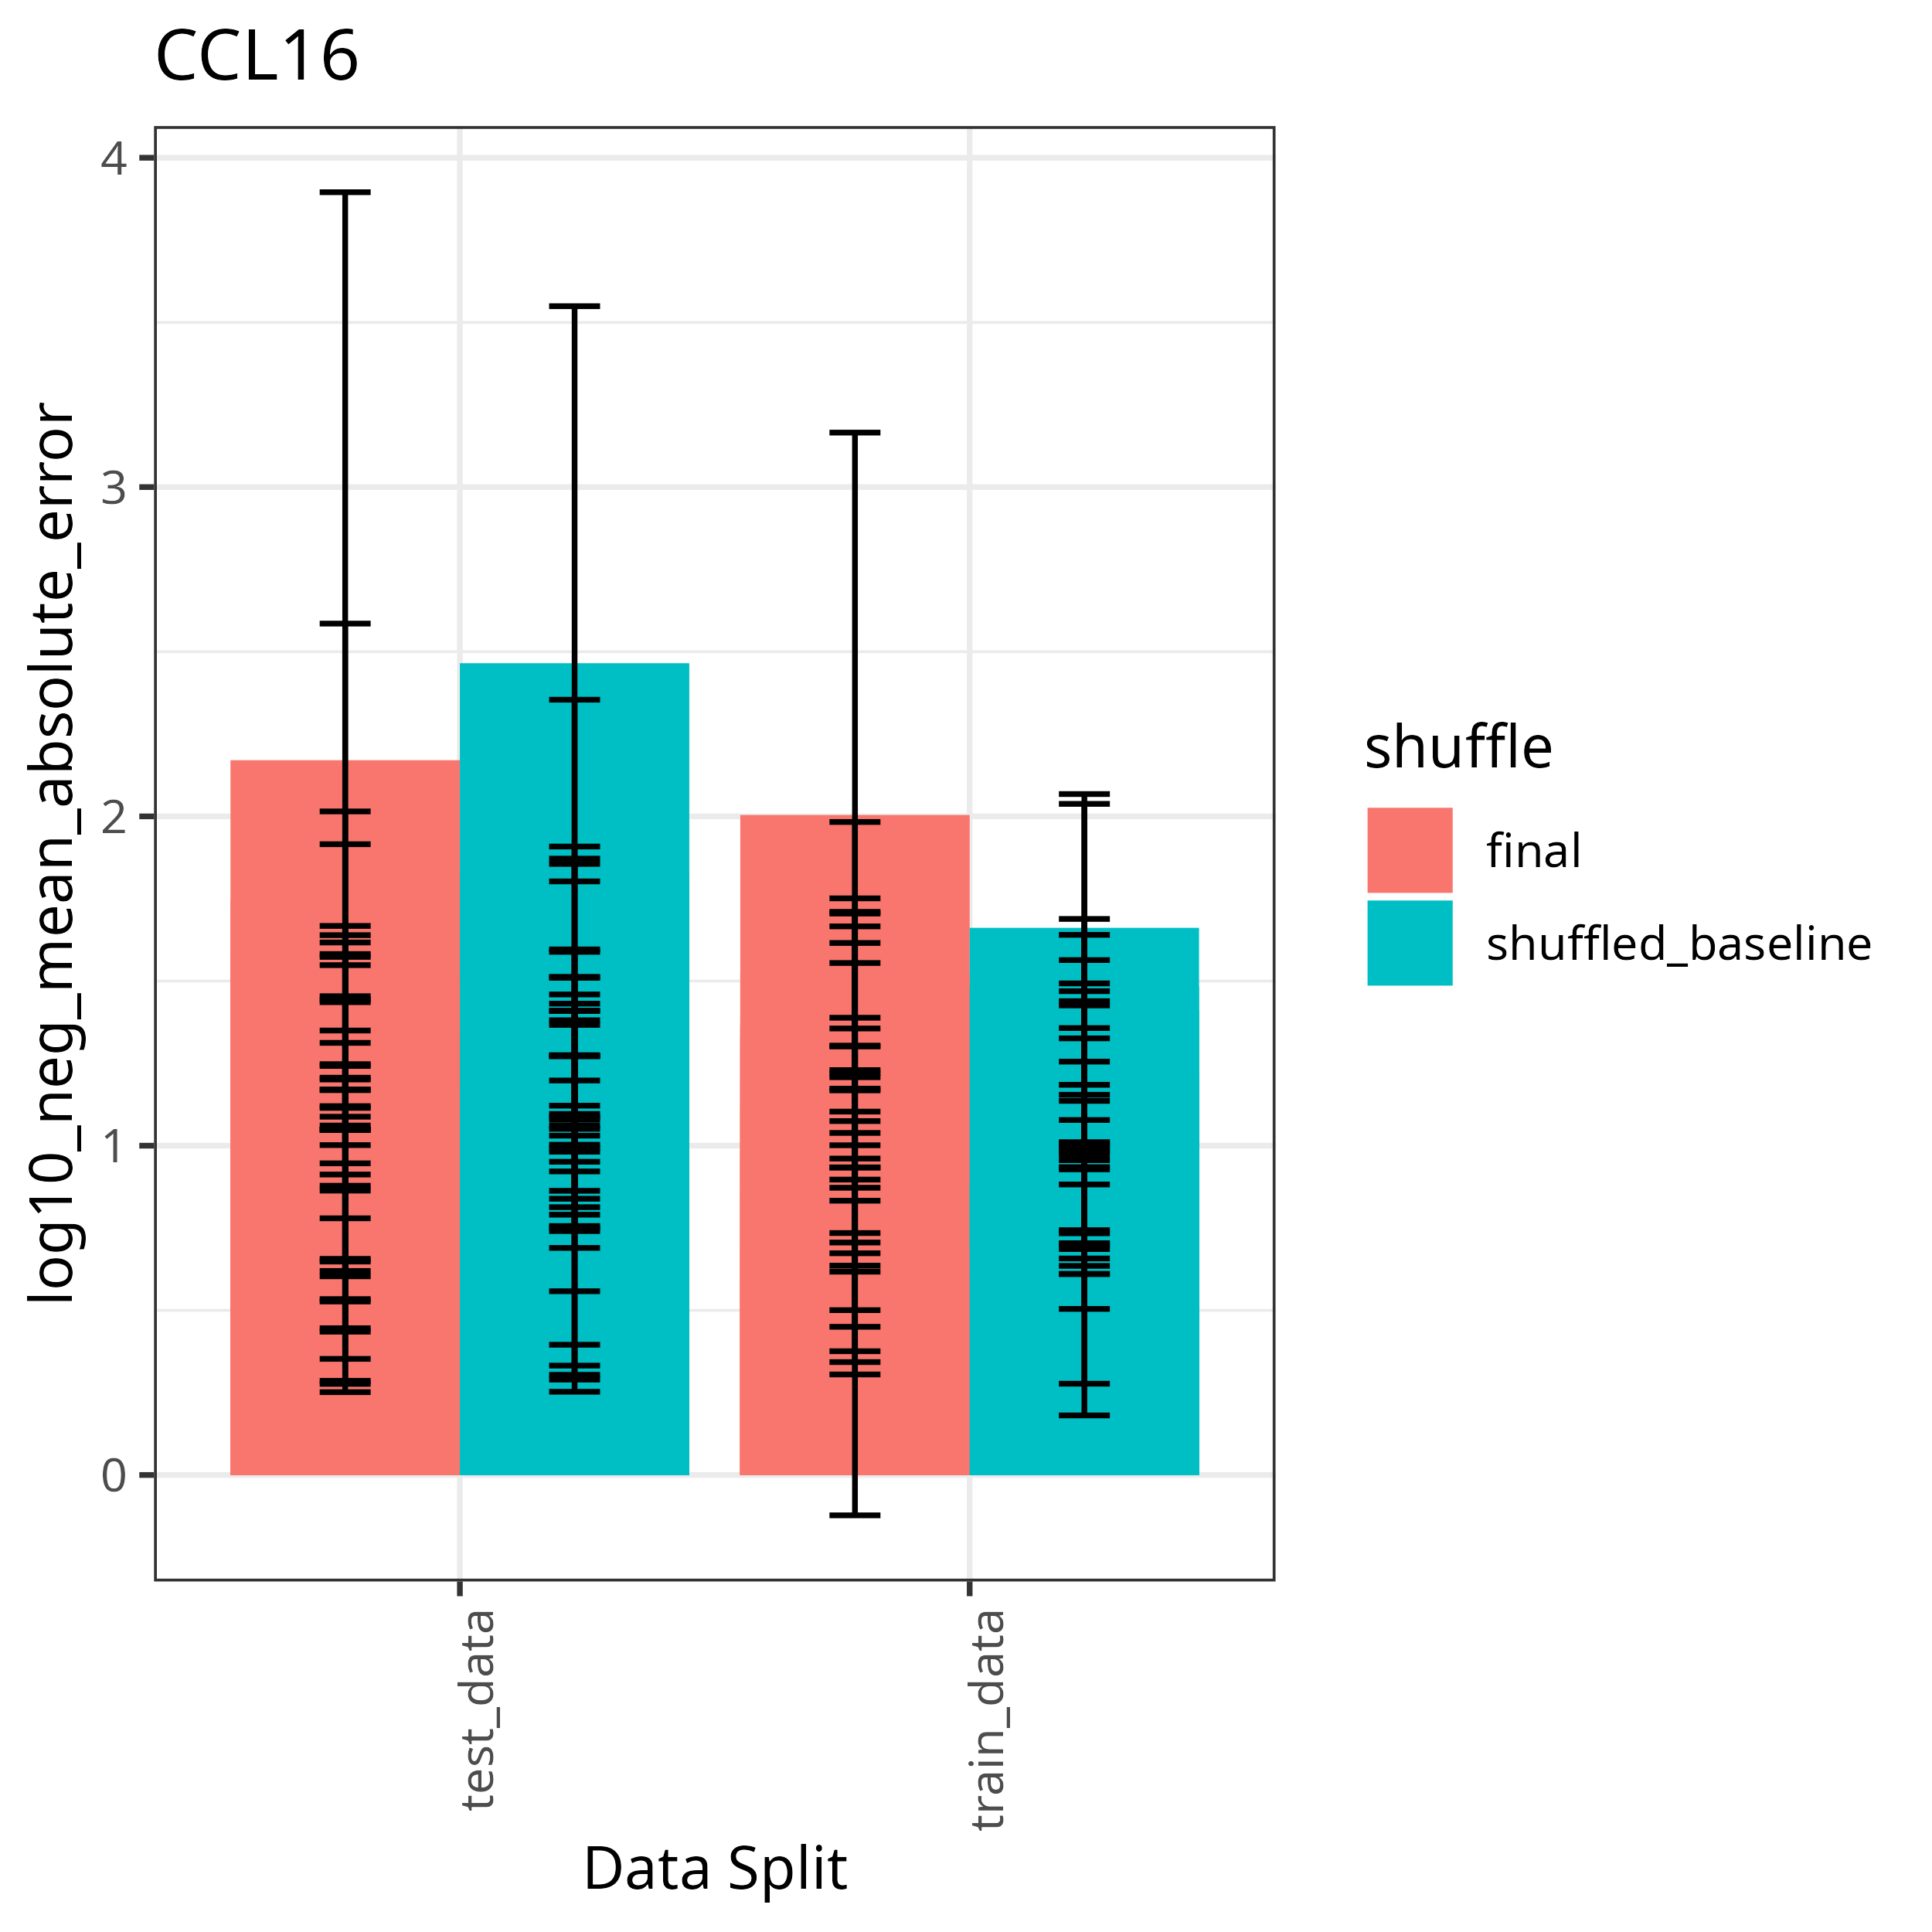 CCL16
log10_neg_mean_absolute_error
4
3
2
1
0
test_data
train_data
Data Split
shuffle
final
shuffled_baseline